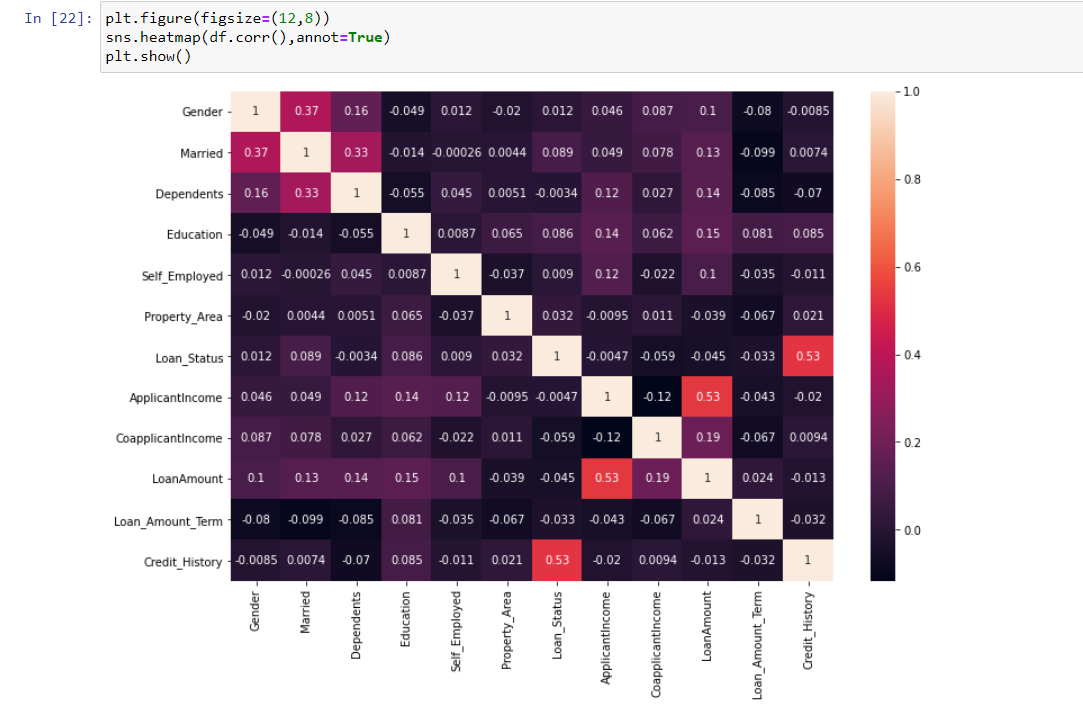 In [22]: plt.figure(figsize=(12,8))
sns.heatmap(df.corr(),annot=True)
plt.show()
Gender 1 0.37 0.16 -0.049 0.012 -0.02 0.012 0.046 0.087 0.1 -0.08 -0.0085
Married 0.37 1 0.33 -0.014 -0.00026 0.0044 0.089 0.049 0.078 0.13 -0.099 0.0074
Dependents 0.16 0.33 1 -0.055 0.045 0.0051 -0.0034 0.12 0.027 0.14 -0.085 -0.07
Education -0.049 -0.014 -0.055 1 0.0087 0.065 0.086 0.14 0.062 0.15 0.081 0.085
Self_Employed 0.012 -0.00026 0.045 0.0087 1 -0.037 0.009 0.12 -0.022 0.1 -0.035 -0.011
Property_Area -0.02 0.0044 0.0051 0.065 -0.037 1 0.032 -0.0095 0.011 -0.039 -0.067 0.021
Loan_Status 0.012 0.089 -0.0034 0.086 0.009 0.032 1 -0.0047 -0.059 -0.045 -0.033 0.53
ApplicantIncome 0.046 0.049 0.12 0.14 0.12 -0.0095 -0.0047 1 -0.12 0.53 -0.043 -0.02
CoapplicantIncome 0.087 0.078 0.027 0.062 -0.022 0.011 -0.059 -0.12 1 0.19 -0.067 0.0094
LoanAmount 0.1 0.13 0.14 0.15 0.1 -0.039 -0.045 0.53 0.19 1 0.024 -0.013
Loan_Amount_Term -0.08 -0.099 -0.085 0.081 -0.035 -0.067 -0.033 -0.043 -0.067 0.024 1 -0.032
Credit_History -0.0085 0.0074 -0.07 0.085 -0.011 0.021 0.53 -0.02 0.0094 -0.013 -0.032 1
Gender
Married
Dependents
Education
Self_Employed
Property_Area
Loan_Status
ApplicantIncome
CoapplicantIncome
LoanAmount
Loan_Amount_Term
Credit_History
1.0
0.8
0.6
0.4
0.2
0.0